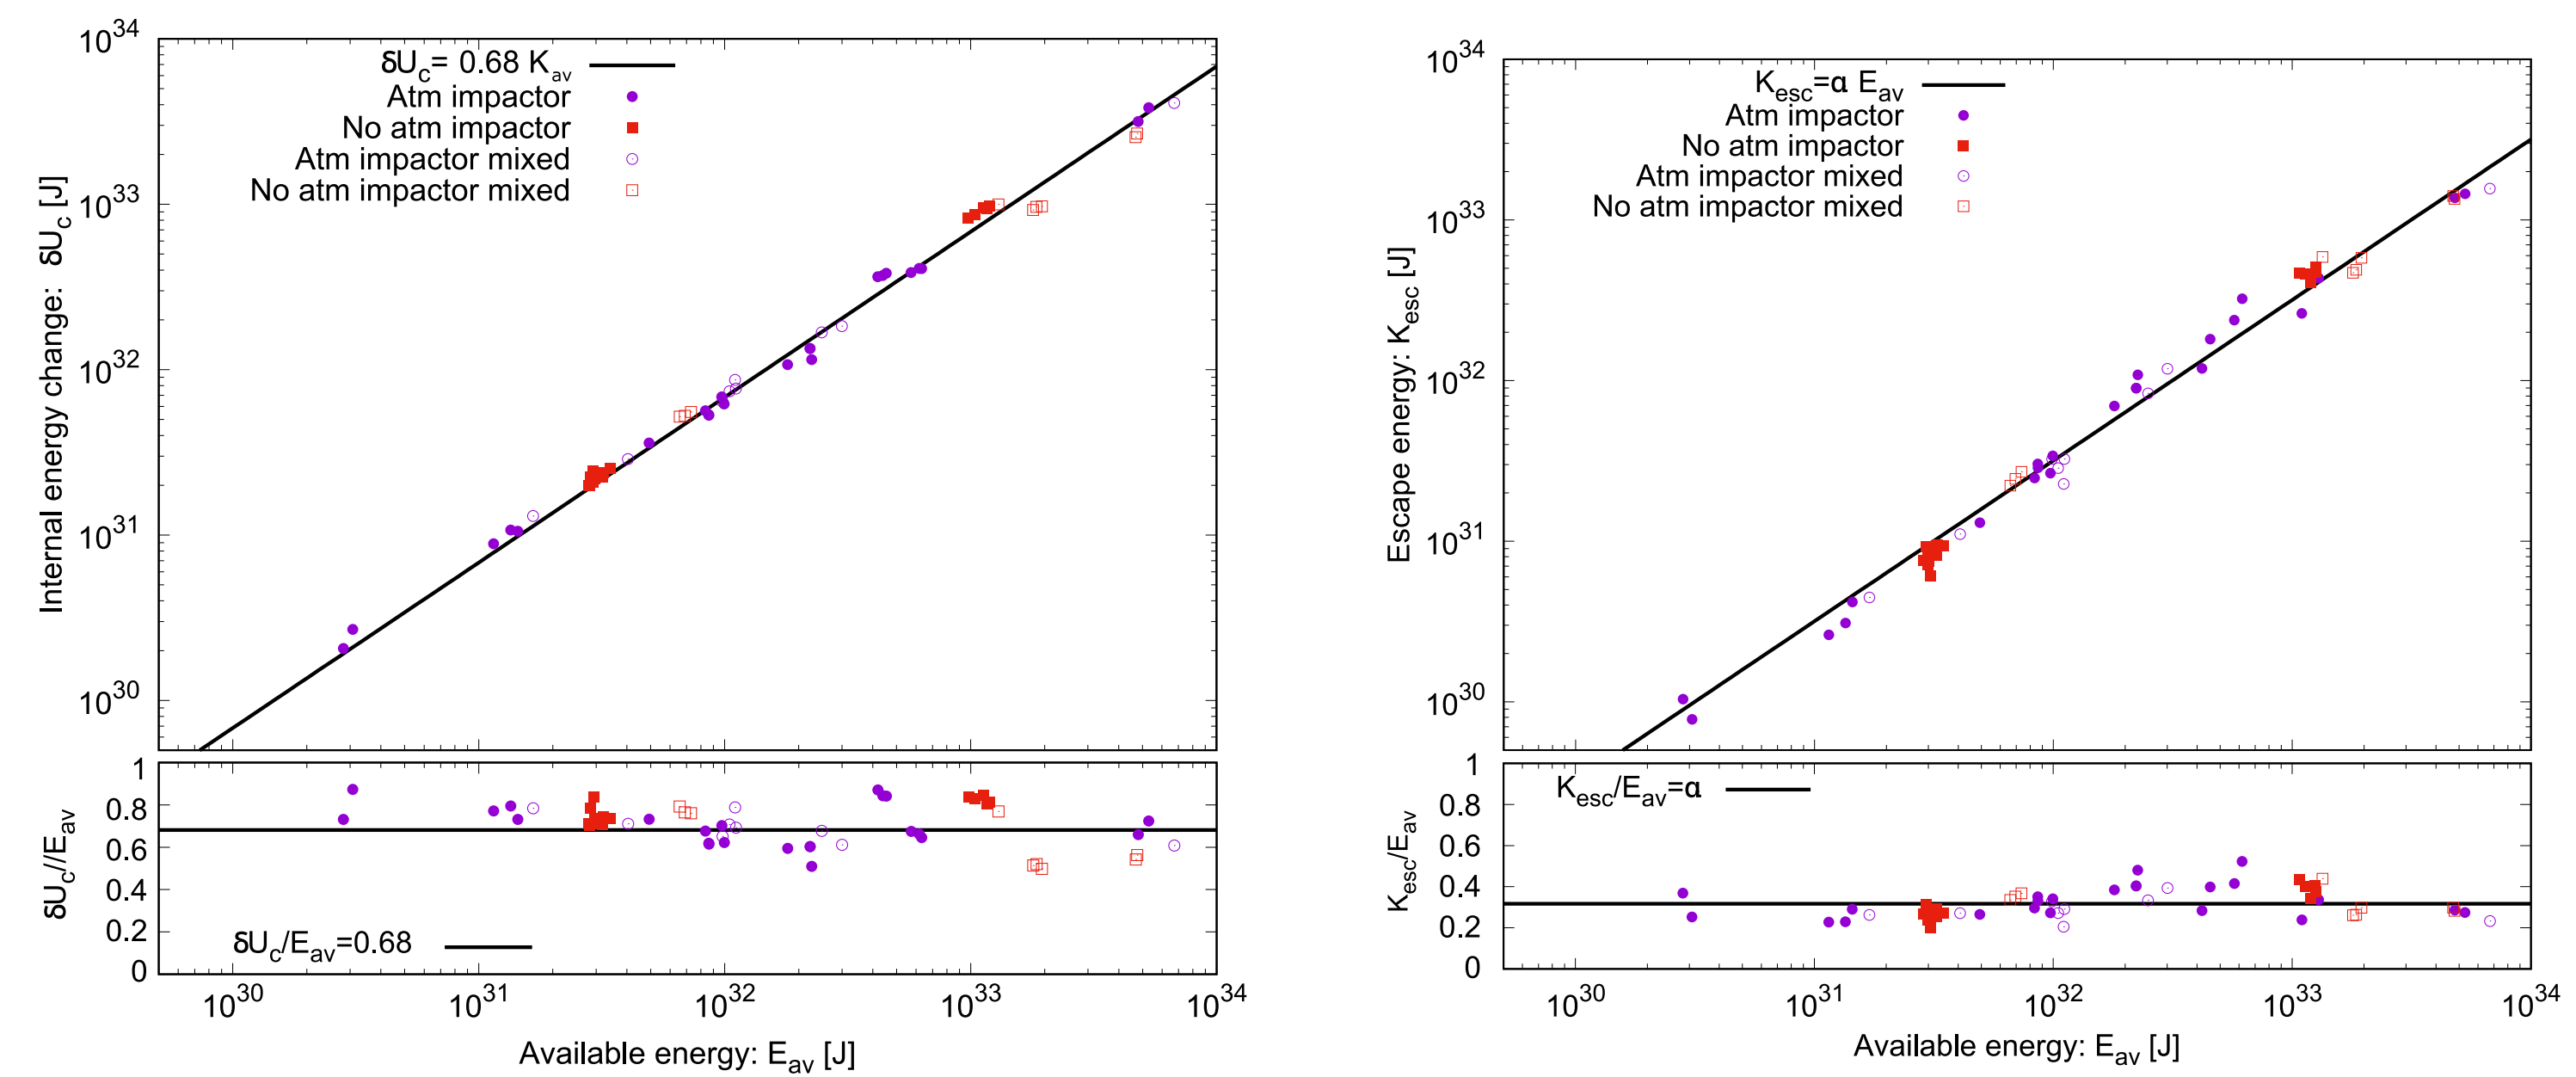 10^34
10^33
10^32
10^31
10^30
Internal energy change: δU_c [J]
δU_c= 0.68 K_av
Atm impactor
No atm impactor
Atm impactor mixed
No atm impactor mixed
1
0.8
0.6
0.4
0.2
0
δU_c//E_av
δU_c/E_av=0.68
10^30 10^31 10^32 10^33 10^34
Available energy: E_av [J]
10^34
10^33
10^32
10^31
10^30
Escape energy: K_esc [J]
K_esc=α E_av
Atm impactor
No atm impactor
Atm impactor mixed
No atm impactor mixed
1
0.8
0.6
0.4
0.2
0
K_esc/E_av
K_esc/E_av=α
10^30 10^31 10^32 10^33 10^34
Available energy: E_av [J]